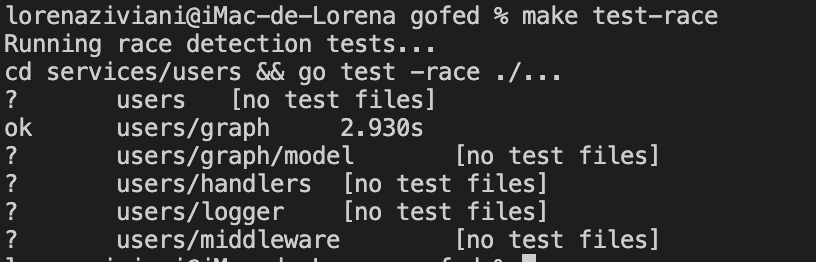 lorenaziviani@iMac-de-Lorena gofed % make test-race
Running race detection tests...
cd services/users && go test -race ./...
? users [no test files]
ok users/graph 2.930s
? users/graph/model [no test files]
? users/handlers [no test files]
? users/logger [no test files]
? users/middleware [no test files]